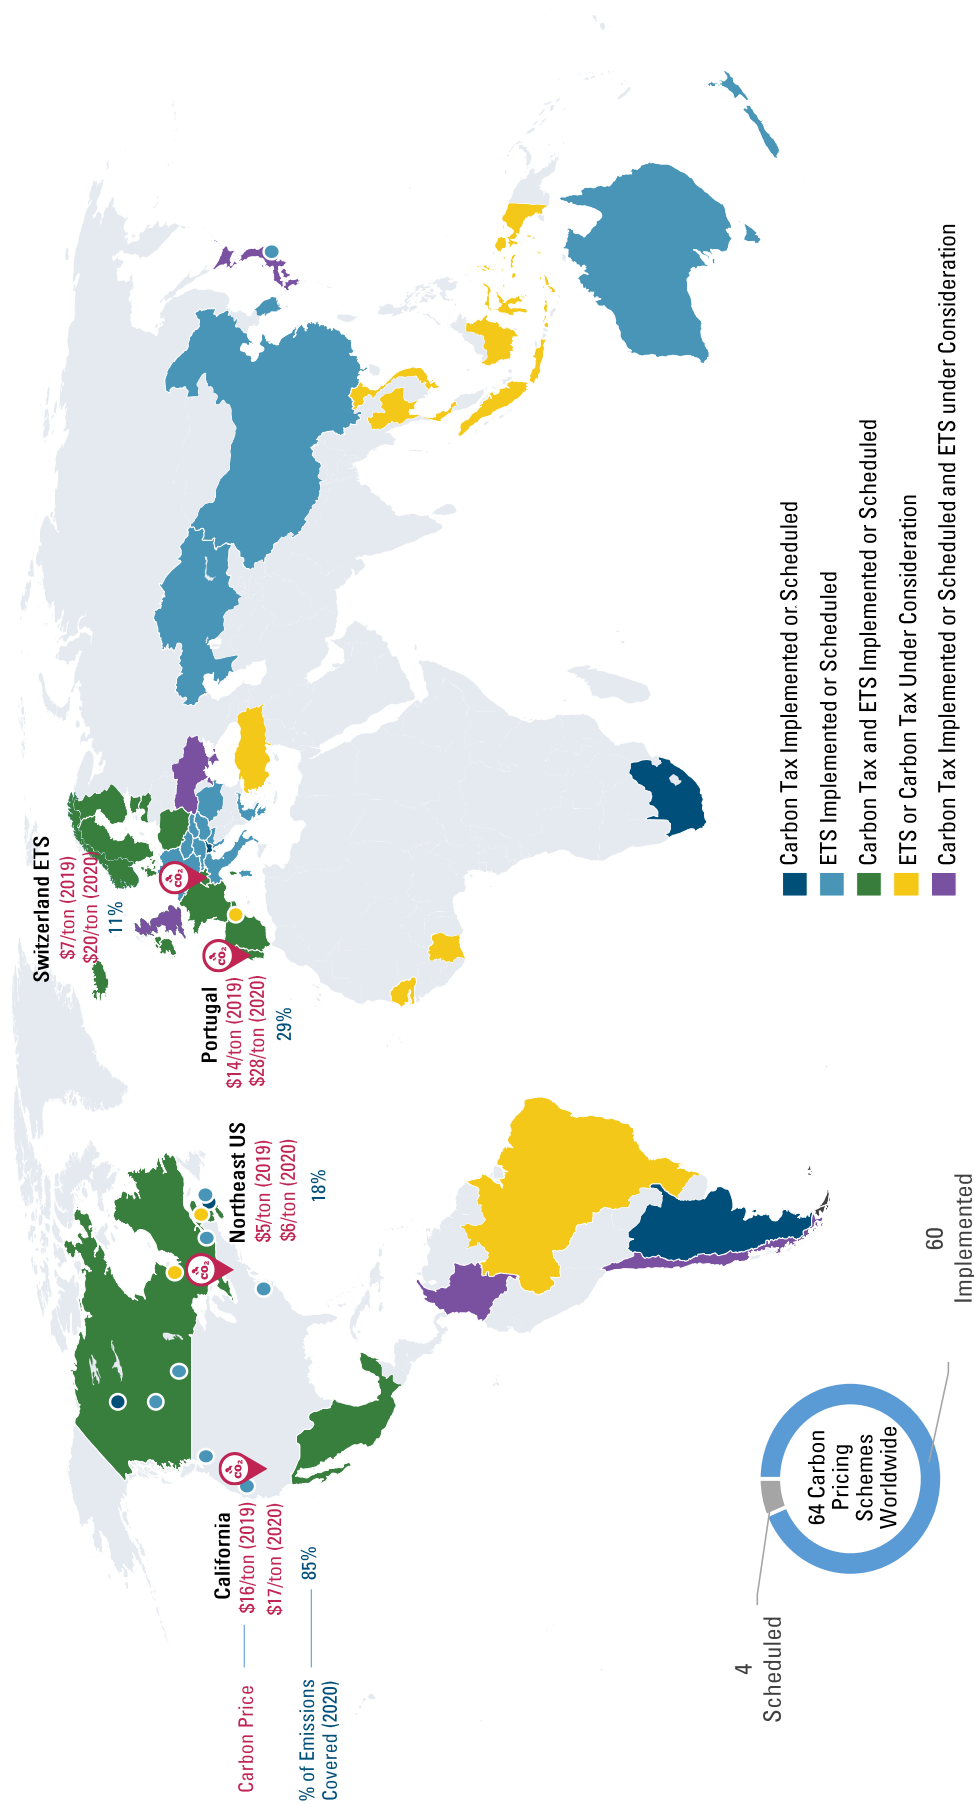 Switzerland ETS
$7/ton (2019)
$20/ton (2020)
11%
Portugal
$14/ton (2019)
$28/ton (2020)
29%
Northeast US
$5/ton (2019)
$6/ton (2020)
18%
California
$16/ton (2019)
$17/ton (2020)
85%
Carbon Price
% of Emissions
Covered (2020)
CO₂
CO₂
CO₂
CO₂
4
Scheduled
64 Carbon
Pricing
Schemes
Worldwide
60
Implemented
Carbon Tax Implemented or. Scheduled
ETS Implemented or Scheduled
Carbon Tax and ETS Implemented or Scheduled
ETS or Carbon Tax Under Consideration
Carbon Tax Implemented or Scheduled and ETS under Consideration